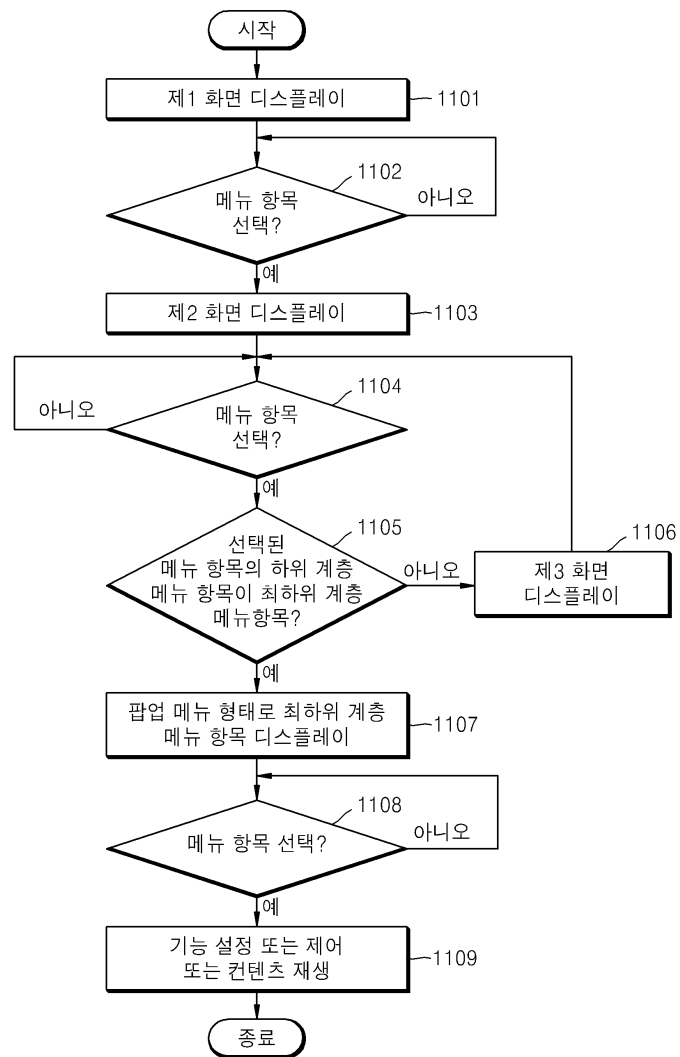 시작
제1 화면 디스플레이
1101
1102
메뉴 항목
선택?
아니오
예
제2 화면 디스플레이
1103
1104
아니오
메뉴 항목
선택?
예
1105
1106
선택된
메뉴 항목의 하위 계층
메뉴 항목이 최하위 계층
메뉴항목?
아니오
제3 화면
디스플레이
예
팝업 메뉴 형태로 최하위 계층
메뉴 항목 디스플레이
1107
1108
메뉴 항목 선택?
아니오
예
기능 설정 또는 제어
또는 컨텐츠 재생
1109
종료